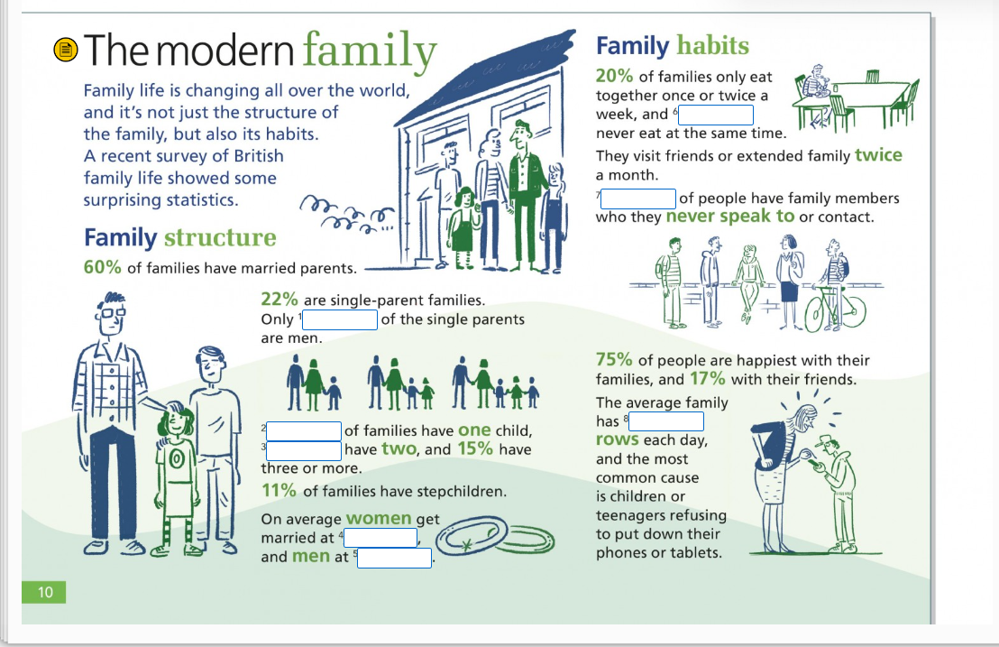 The modern family
Family life is changing all over the world,
and it's not just the structure of
the family, but also its habits.
A recent survey of British
family life showed some
surprising statistics.
Family structure
60% of families have married parents.
22% are single-parent families.
Only 1 of the single parents
are men.
2 of families have one child,
3 have two, and 15% have
three or more.
11% of families have stepchildren.
On average women get
married at 4 ,
and men at 5 .
Family habits
20% of families only eat
together once or twice a
week, and 6
never eat at the same time.
They visit friends or extended family twice
a month.
7 of people have family members
who they never speak to or contact.
75% of people are happiest with their
families, and 17% with their friends.
The average family
has 8
rows each day,
and the most
common cause
is children or
teenagers refusing
to put down their
phones or tablets.
10